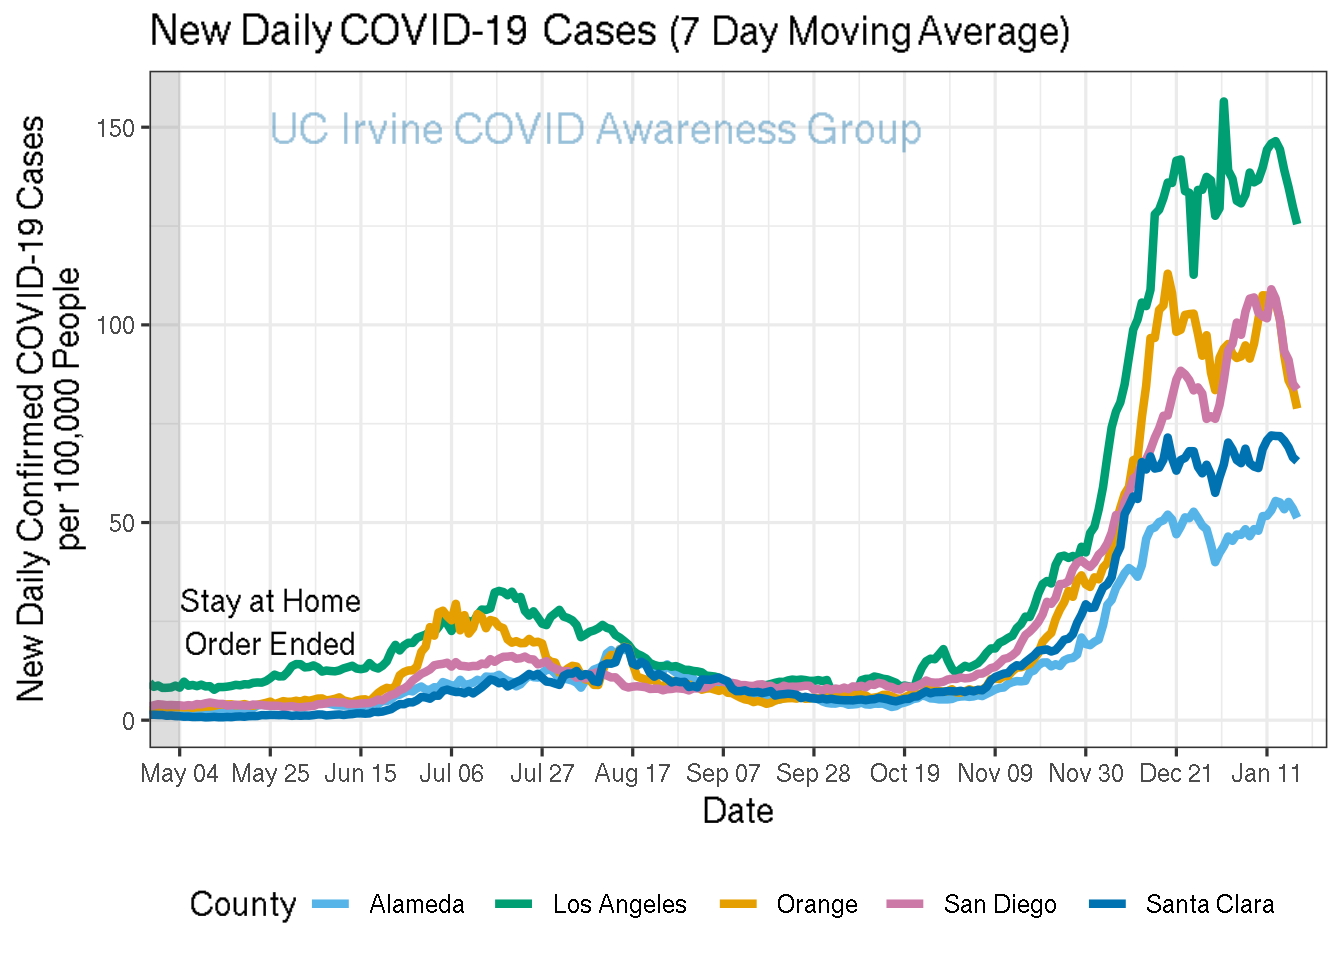 New Daily COVID-19 Cases (7 Day Moving Average)
UC Irvine COVID Awareness Group
New Daily Confirmed COVID-19 Cases
per 100,000 People
150
100
50
0
Stay at Home
Order Ended
May 04 May 25 Jun 15 Jul 06 Jul 27 Aug 17 Sep 07 Sep 28 Oct 19 Nov 09 Nov 30 Dec 21 Jan 11
Date
County Alameda Los Angeles Orange San Diego Santa Clara